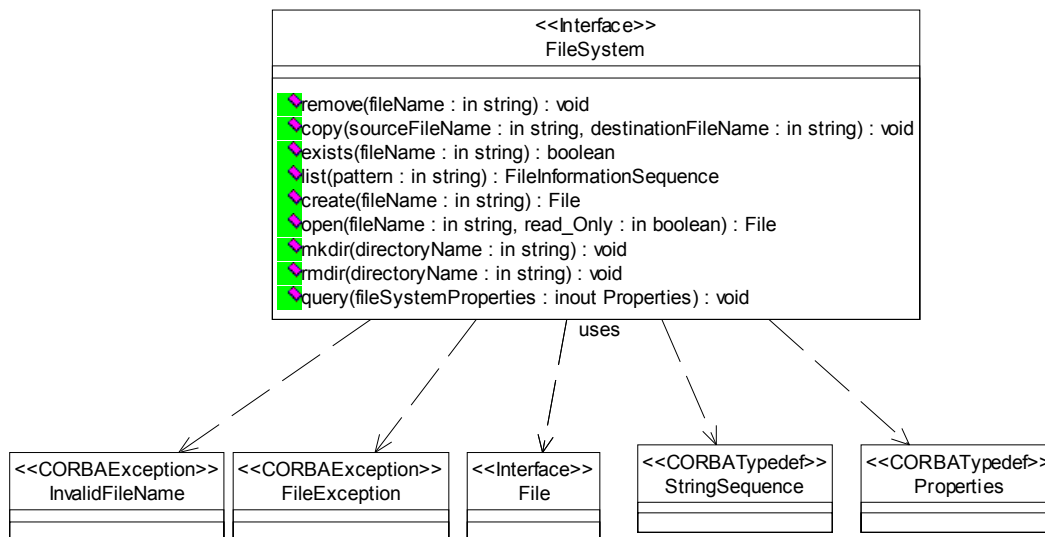 <<Interface>>
FileSystem
remove(fileName : in string) : void
copy(sourceFileName : in string, destinationFileName : in string) : void
exists(fileName : in string) : boolean
list(pattern : in string) : FileInformationSequence
create(fileName : in string) : File
open(fileName : in string, read_Only : in boolean) : File
mkdir(directoryName : in string) : void
rmdir(directoryName : in string) : void
query(fileSystemProperties : inout Properties) : void
uses
<<CORBAException>>
InvalidFileName
<<CORBAException>>
FileException
<<Interface>>
File
<<CORBATypedef>>
StringSequence
<<CORBATypedef>>
Properties